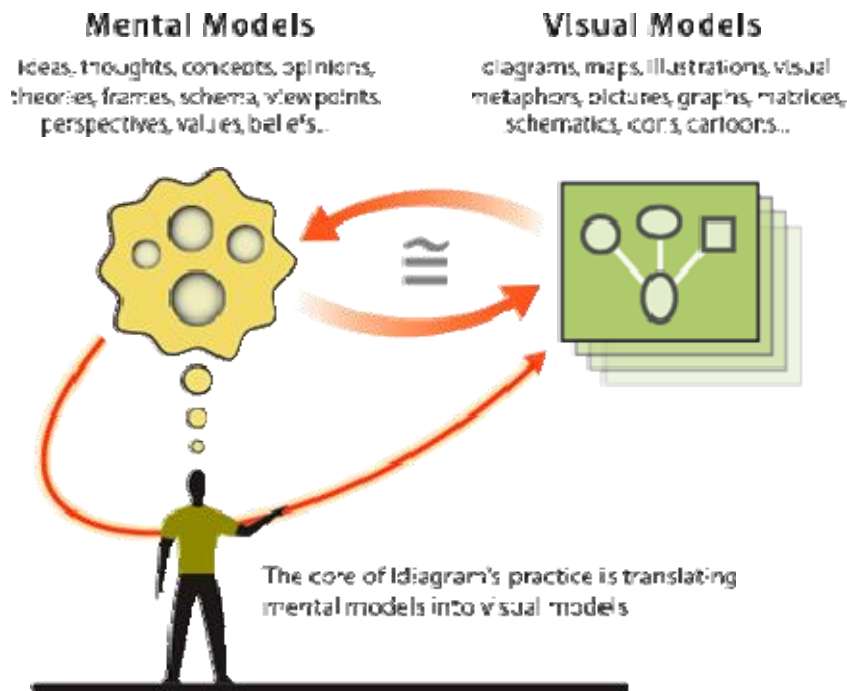 Mental Models
ideas, thoughts, concepts, opinions,
theories, frames, schema, viewpoints,
perspectives, values, beliefs...
Visual Models
diagrams, maps, illustrations, visual
metaphors, pictures, graphs, matrices,
schematics, icons, cartoons...
≅
The core of Idiagram's practice is translating
mental models into visual models